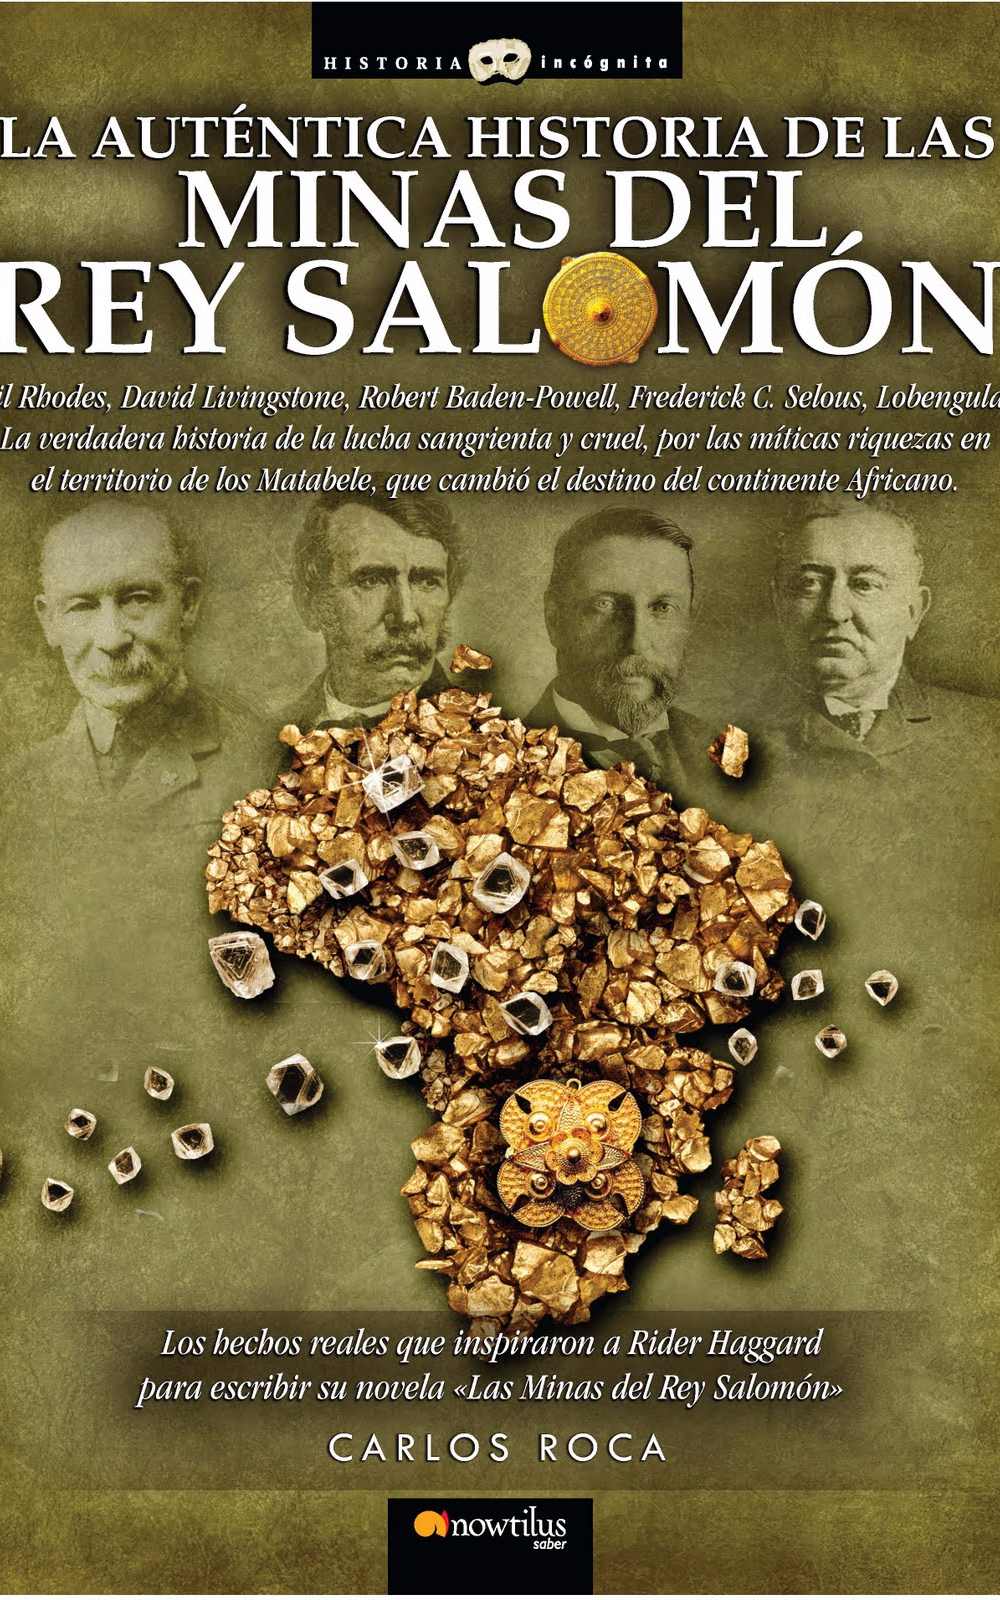 HISTORIA incógnita
LA AUTÉNTICA HISTORIA DE LAS
MINAS DEL
REY SALOMÓN
il Rhodes, David Livingstone, Robert Baden-Powell, Frederick C. Selous, Lobengula
La verdadera historia de la lucha sangrienta y cruel, por las míticas riquezas en
el territorio de los Matabele, que cambió el destino del continente Africano.
Los hechos reales que inspiraron a Rider Haggard
para escribir su novela «Las Minas del Rey Salomón»
CARLOS ROCA
nowtilus
saber